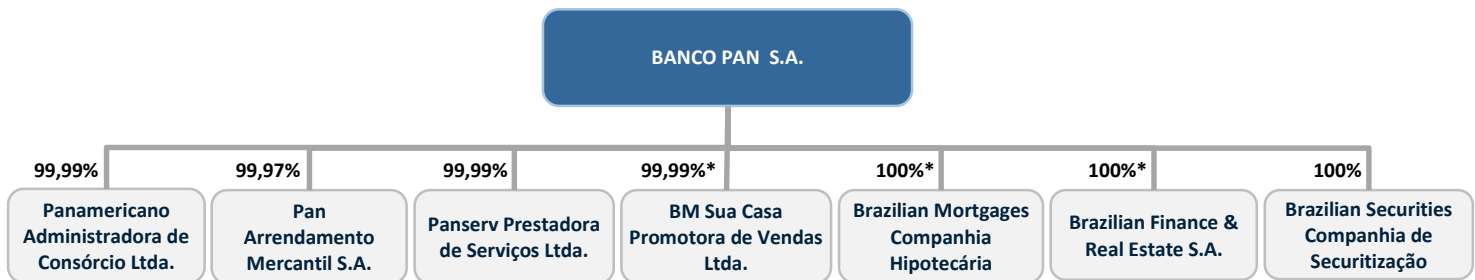 BANCO PAN S.A.
99,99%
99,97%
99,99%
99,99%*
100%*
100%*
100%
Panamericano
Administradora de
Consórcio Ltda.
Pan
Arrendamento
Mercantil S.A.
Panserv Prestadora
de Serviços Ltda.
BM Sua Casa
Promotora de Vendas
Ltda.
Brazilian Mortgages
Companhia
Hipotecária
Brazilian Finance &
Real Estate S.A.
Brazilian Securities
Companhia de
Securitização